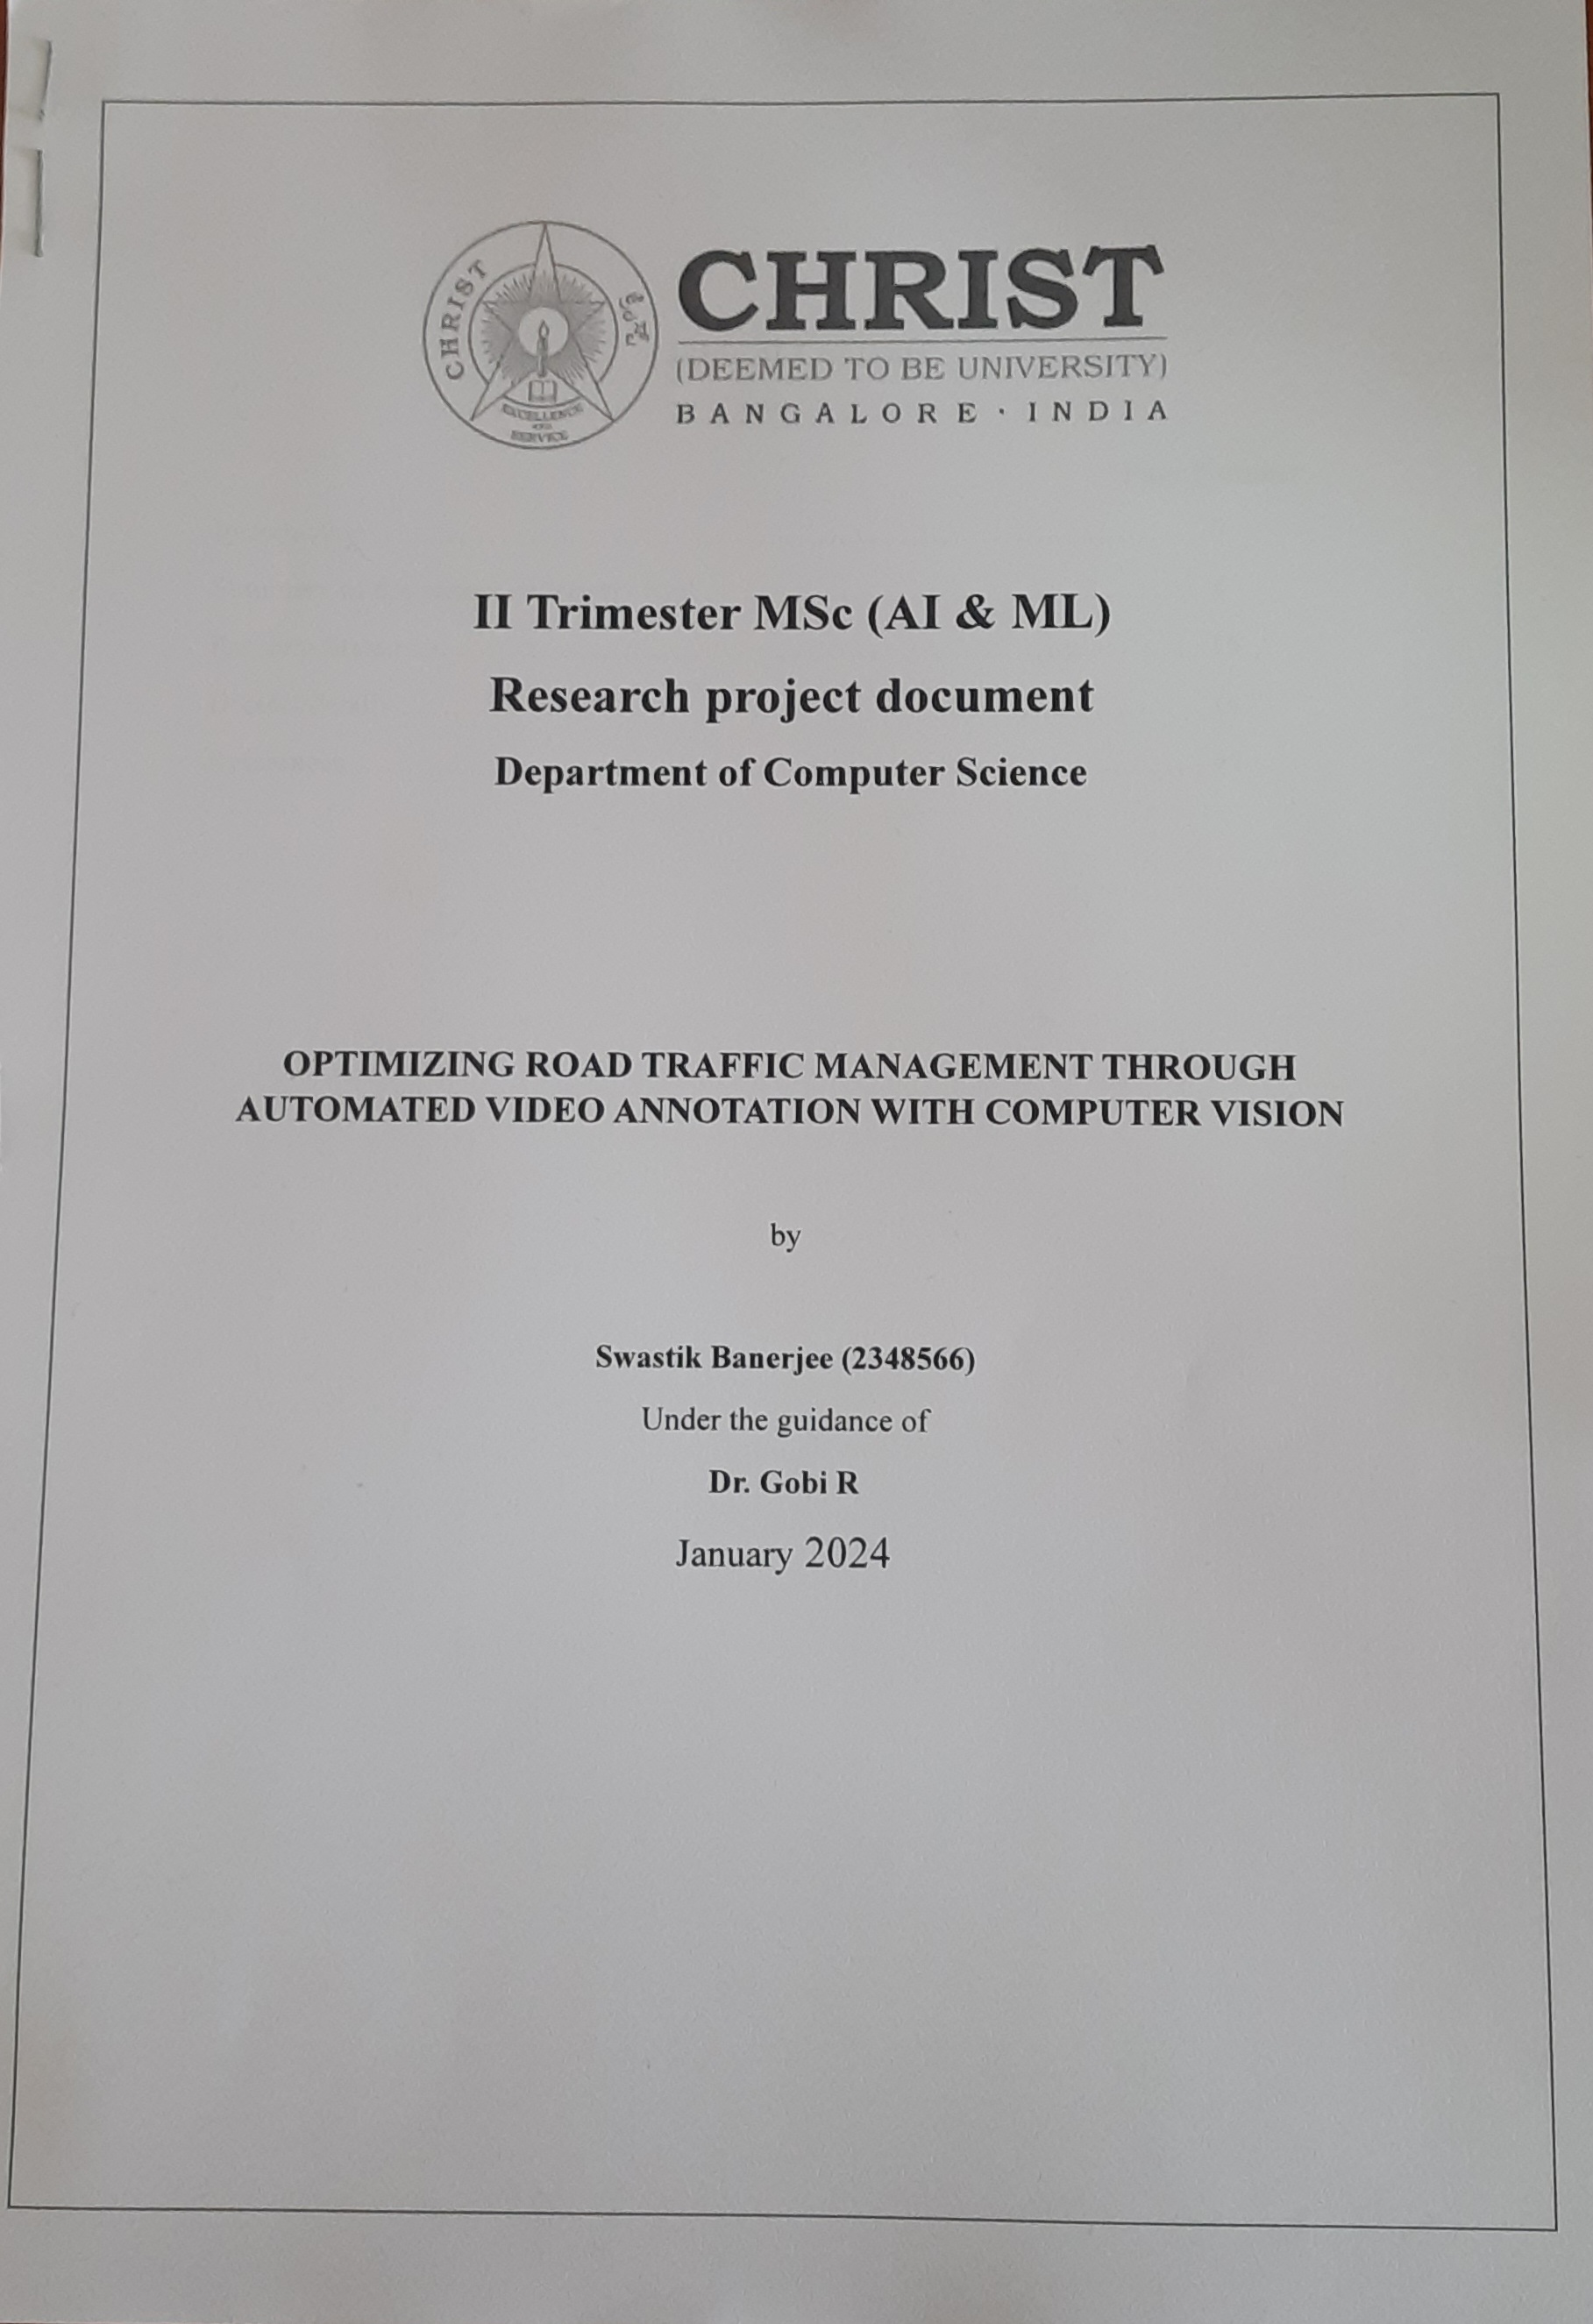 CHRIST
CHRIST
(DEEMED TO BE UNIVERSITY)
BANGALORE · INDIA
EXCELLENCE
AND
SERVICE
II Trimester MSc (AI & ML)
Research project document
Department of Computer Science
OPTIMIZING ROAD TRAFFIC MANAGEMENT THROUGH
AUTOMATED VIDEO ANNOTATION WITH COMPUTER VISION
by
Swastik Banerjee (2348566)
Under the guidance of
Dr. Gobi R
January 2024